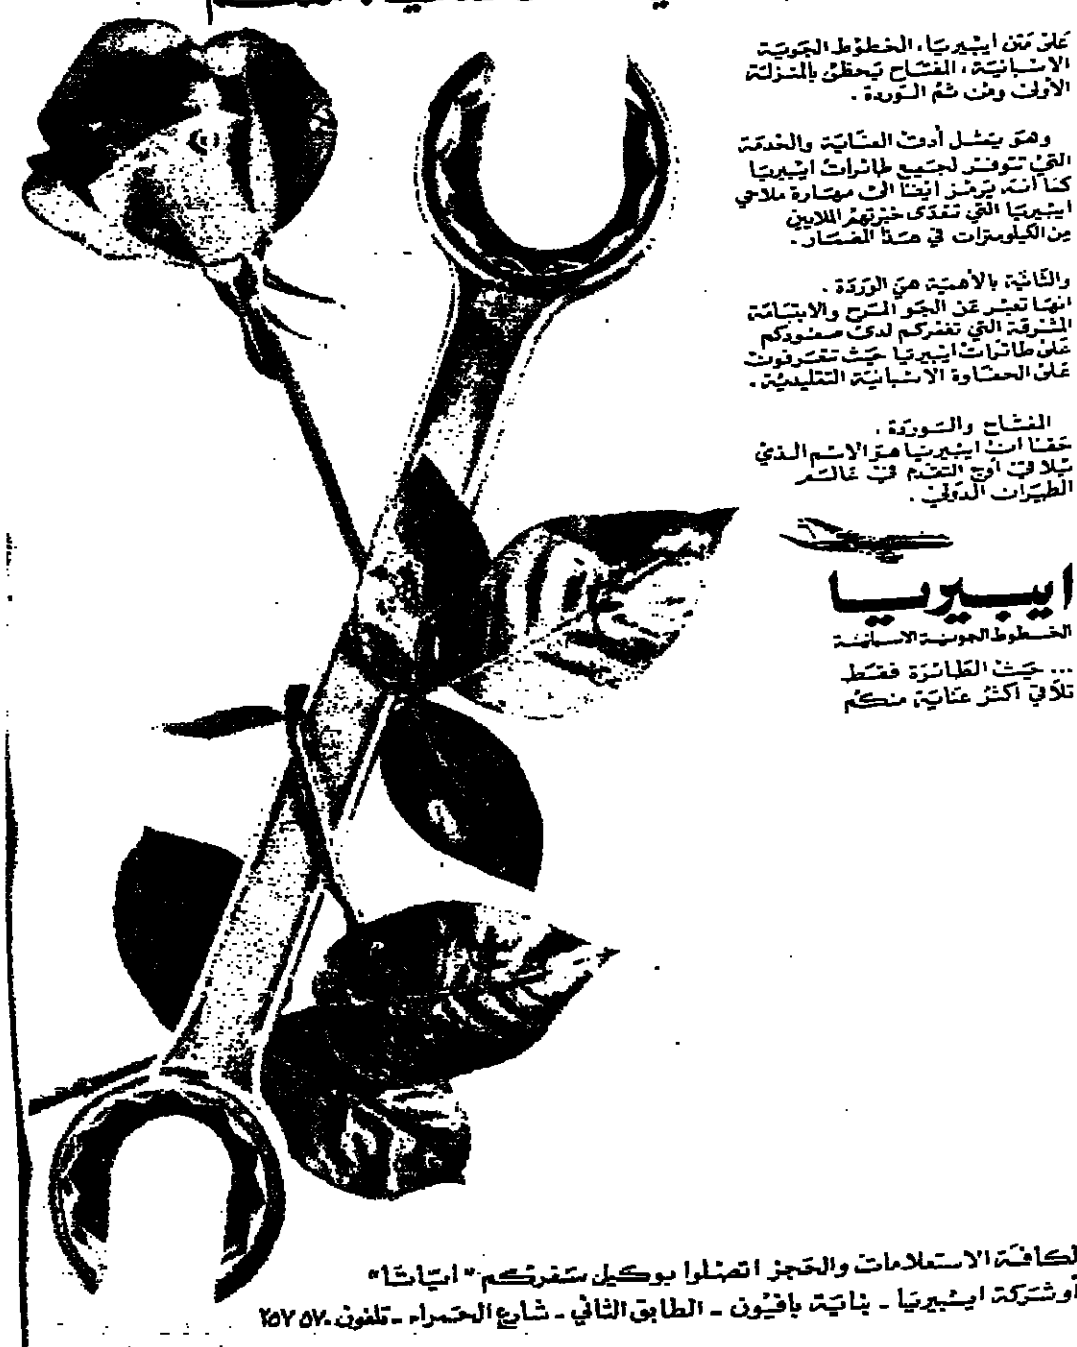 على متن ايبيريا، الخطوط الجوية
الاسبانية، المفتاح يحظى بالمنزلة
الأولى ومن ثم الوردة.
وهو يمثل أدق العناية والخدمة
التي توفر لجميع طائرات ايبيريا
كما انه يرمز ايضا الى مهارة ملاحي
ايبيريا التي تتعدى خبرتهم الملايين
من الكيلومترات في هذا المضمار.
والثانية بالأهمية هي الوردة.
انها تعبر عن الجو المرح والابتسامة
المشرقة التي تغمركم لدى صعودكم
على طائرات ايبيريا حيث تتعرفون
على الحفاوة الاسبانية التقليدية.
المفتاح والوردة.
حقا ان ايبيريا هو الاسم الذي
تلاقي أوج التقدم في عالم
الطيران الدولي.
ايبيريا
الخطوط الجوية الاسبانية
... حيث الطائرة فقط
تلاقي اكثر عناية منكم
لكافة الاستعلامات والحجز اتصلوا بوكيل سفركم "اياتا"
أو شركة ايبيريا - بناية بافيون - الطابق الثاني - شارع الحمراء - تلفون ٢٥٧٥٧٠